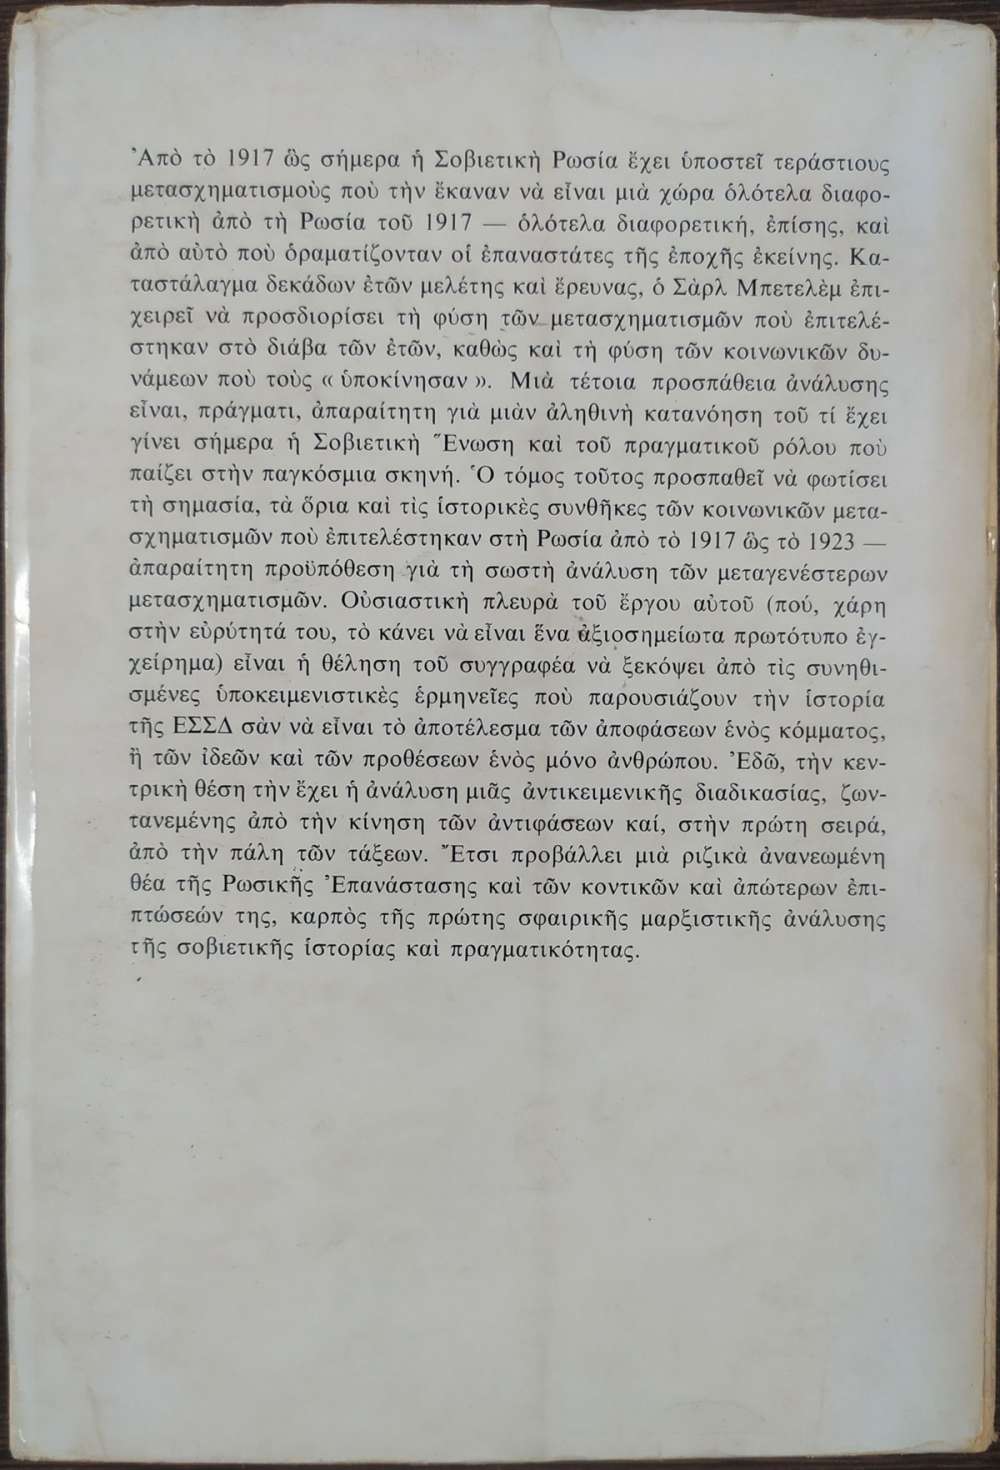 Ἀπὸ τὸ 1917 ὣς σήμερα ἡ Σοβιετικὴ Ρωσία ἔχει ὑποστεῖ τεράστιους
μετασχηματισμοὺς ποὺ τὴν ἔκαναν νὰ εἶναι μιὰ χώρα ὁλότελα διαφο-
ρετικὴ ἀπὸ τὴ Ρωσία τοῦ 1917 — ὁλότελα διαφορετική, ἐπίσης, καὶ
ἀπὸ αὐτὸ ποὺ ὁραματίζονταν οἱ ἐπαναστάτες τῆς ἐποχῆς ἐκείνης. Κα-
ταστάλαγμα δεκάδων ἐτῶν μελέτης καὶ ἔρευνας, ὁ Σὰρλ Μπετελὲμ ἐπι-
χειρεῖ νὰ προσδιορίσει τὴ φύση τῶν μετασχηματισμῶν ποὺ ἐπιτελέ-
στηκαν στὸ διάβα τῶν ἐτῶν, καθὼς καὶ τὴ φύση τῶν κοινωνικῶν δυ-
νάμεων ποὺ τοὺς « ὑποκίνησαν ». Μιὰ τέτοια προσπάθεια ἀνάλυσης
εἶναι, πράγματι, ἀπαραίτητη γιὰ μιὰν ἀληθινὴ κατανόηση τοῦ τί ἔχει
γίνει σήμερα ἡ Σοβιετικὴ Ἕνωση καὶ τοῦ πραγματικοῦ ρόλου ποὺ
παίζει στὴν παγκόσμια σκηνή. Ὁ τόμος τοῦτος προσπαθεῖ νὰ φωτίσει
τὴ σημασία, τὰ ὅρια καὶ τὶς ἱστορικὲς συνθῆκες τῶν κοινωνικῶν μετα-
σχηματισμῶν ποὺ ἐπιτελέστηκαν στὴ Ρωσία ἀπὸ τὸ 1917 ὣς τὸ 1923 —
ἀπαραίτητη προϋπόθεση γιὰ τὴ σωστὴ ἀνάλυση τῶν μεταγενέστερων
μετασχηματισμῶν. Οὐσιαστικὴ πλευρὰ τοῦ ἔργου αὐτοῦ (πού, χάρη
στὴν εὐρύτητά του, τὸ κάνει νὰ εἶναι ἕνα ἀξιοσημείωτα πρωτότυπο ἐγ-
χείρημα) εἶναι ἡ θέληση τοῦ συγγραφέα νὰ ξεκόψει ἀπὸ τὶς συνηθι-
σμένες ὑποκειμενιστικὲς ἑρμηνεῖες ποὺ παρουσιάζουν τὴν ἱστορία
τῆς ΕΣΣΔ σὰν νὰ εἶναι τὸ ἀποτέλεσμα τῶν ἀποφάσεων ἑνὸς κόμματος,
ἢ τῶν ἰδεῶν καὶ τῶν προθέσεων ἑνὸς μόνο ἀνθρώπου. Ἐδῶ, τὴν κεν-
τρικὴ θέση τὴν ἔχει ἡ ἀνάλυση μιᾶς ἀντικειμενικῆς διαδικασίας, ζων-
τανεμένης ἀπὸ τὴν κίνηση τῶν ἀντιφάσεων καί, στὴν πρώτη σειρά,
ἀπὸ τὴν πάλη τῶν τάξεων. Ἔτσι προβάλλει μιὰ ριζικὰ ἀνανεωμένη
θέα τῆς Ρωσικῆς Ἐπανάστασης καὶ τῶν κοντικῶν καὶ ἀπώτερων ἐπι-
πτώσεών της, καρπὸς τῆς πρώτης σφαιρικῆς μαρξιστικῆς ἀνάλυσης
τῆς σοβιετικῆς ἱστορίας καὶ πραγματικότητας.